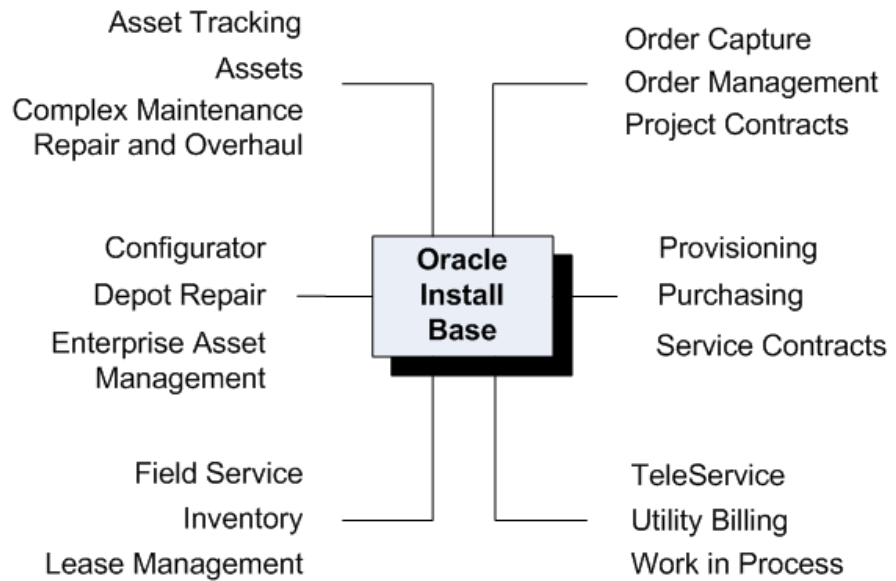 Asset Tracking
Assets
Complex Maintenance
Repair and Overhaul
Order Capture
Order Management
Project Contracts
Configurator
Depot Repair
Enterprise Asset
Management
Oracle
Install
Base
Provisioning
Purchasing
Service Contracts
Field Service
Inventory
Lease Management
TeleService
Utility Billing
Work in Process